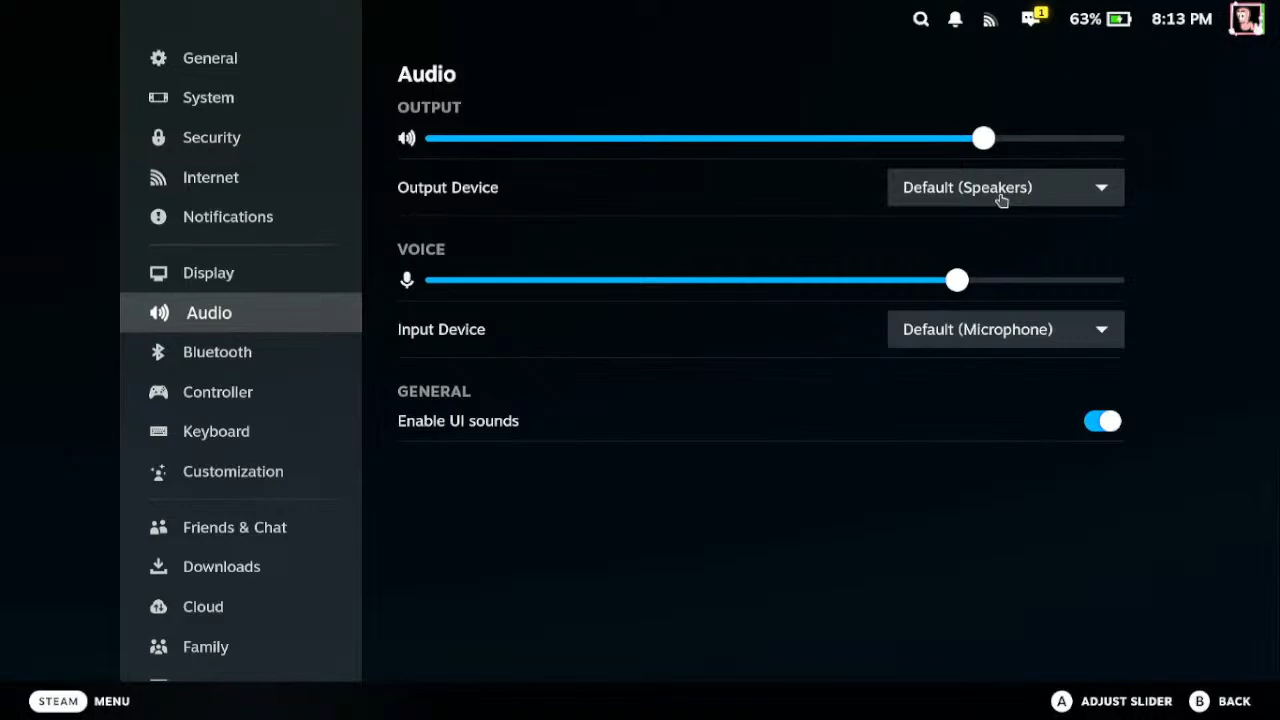 1
63%
8:13 PM
General
System
Security
Internet
Notifications
Display
Audio
Bluetooth
Controller
Keyboard
Customization
Friends & Chat
Downloads
Cloud
Family
Audio
OUTPUT
Output Device
Default (Speakers)
VOICE
Input Device
Default (Microphone)
GENERAL
Enable UI sounds
STEAM MENU
A ADJUST SLIDER
B BACK